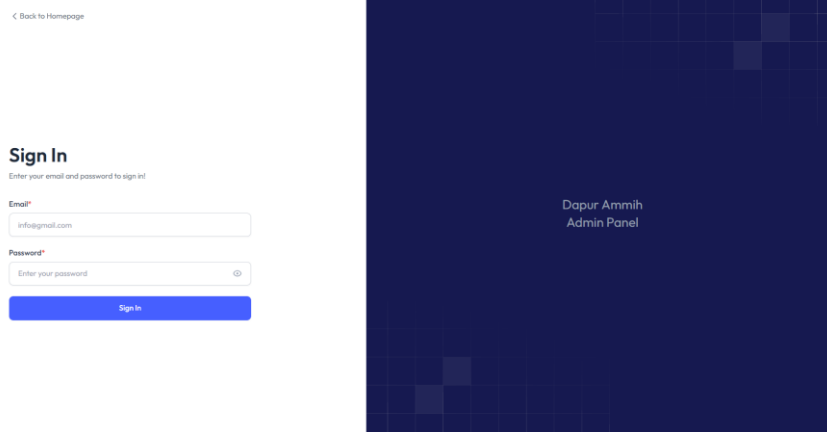 Back to Homepage
Sign In
Enter your email and password to sign in!
Email*
info@gmail.com
Password*
Enter your password
Sign In
Dapur Ammih
Admin Panel